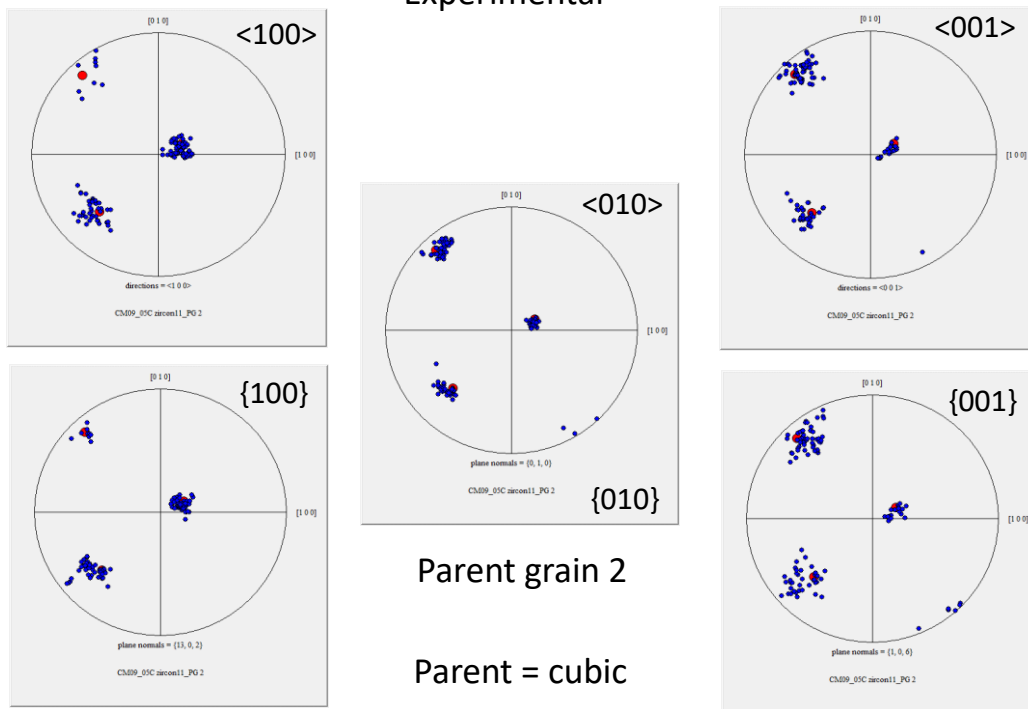 Experimental
[0 1 0]
<100>
[1 0 0]
directions = <1 0 0>
CM09_05C zircon11_PG 2
[0 1 0]
<001>
[1 0 0]
directions = <0 0 1>
CM09_05C zircon11_PG 2
[0 1 0]
<010>
[1 0 0]
plane normals = {0, 1, 0}
CM09_05C zircon11_PG 2
{010}
[0 1 0]
{100}
[1 0 0]
plane normals = {13, 0, 2}
CM09_05C zircon11_PG 2
[0 1 0]
{001}
[1 0 0]
plane normals = {1, 0, 6}
CM09_05C zircon11_PG 2
Parent grain 2
Parent = cubic